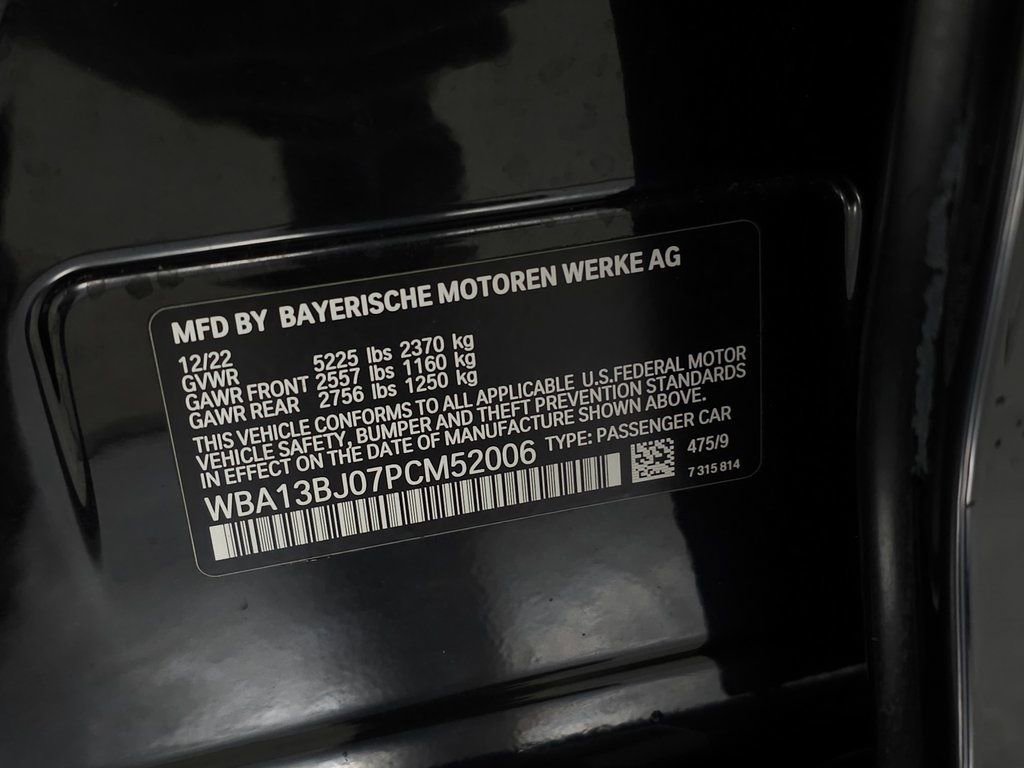 MFD BY BAYERISCHE MOTOREN WERKE AG
12/22
GVWR 5225 lbs 2370 kg
GAWR FRONT 2557 lbs 1160 kg
GAWR REAR 2756 lbs 1250 kg
THIS VEHICLE CONFORMS TO ALL APPLICABLE U.S.FEDERAL MOTOR
VEHICLE SAFETY, BUMPER AND THEFT PREVENTION STANDARDS
IN EFFECT ON THE DATE OF MANUFACTURE SHOWN ABOVE.
WBA13BJ07PCM52006 TYPE: PASSENGER CAR
475/9
7 315 814